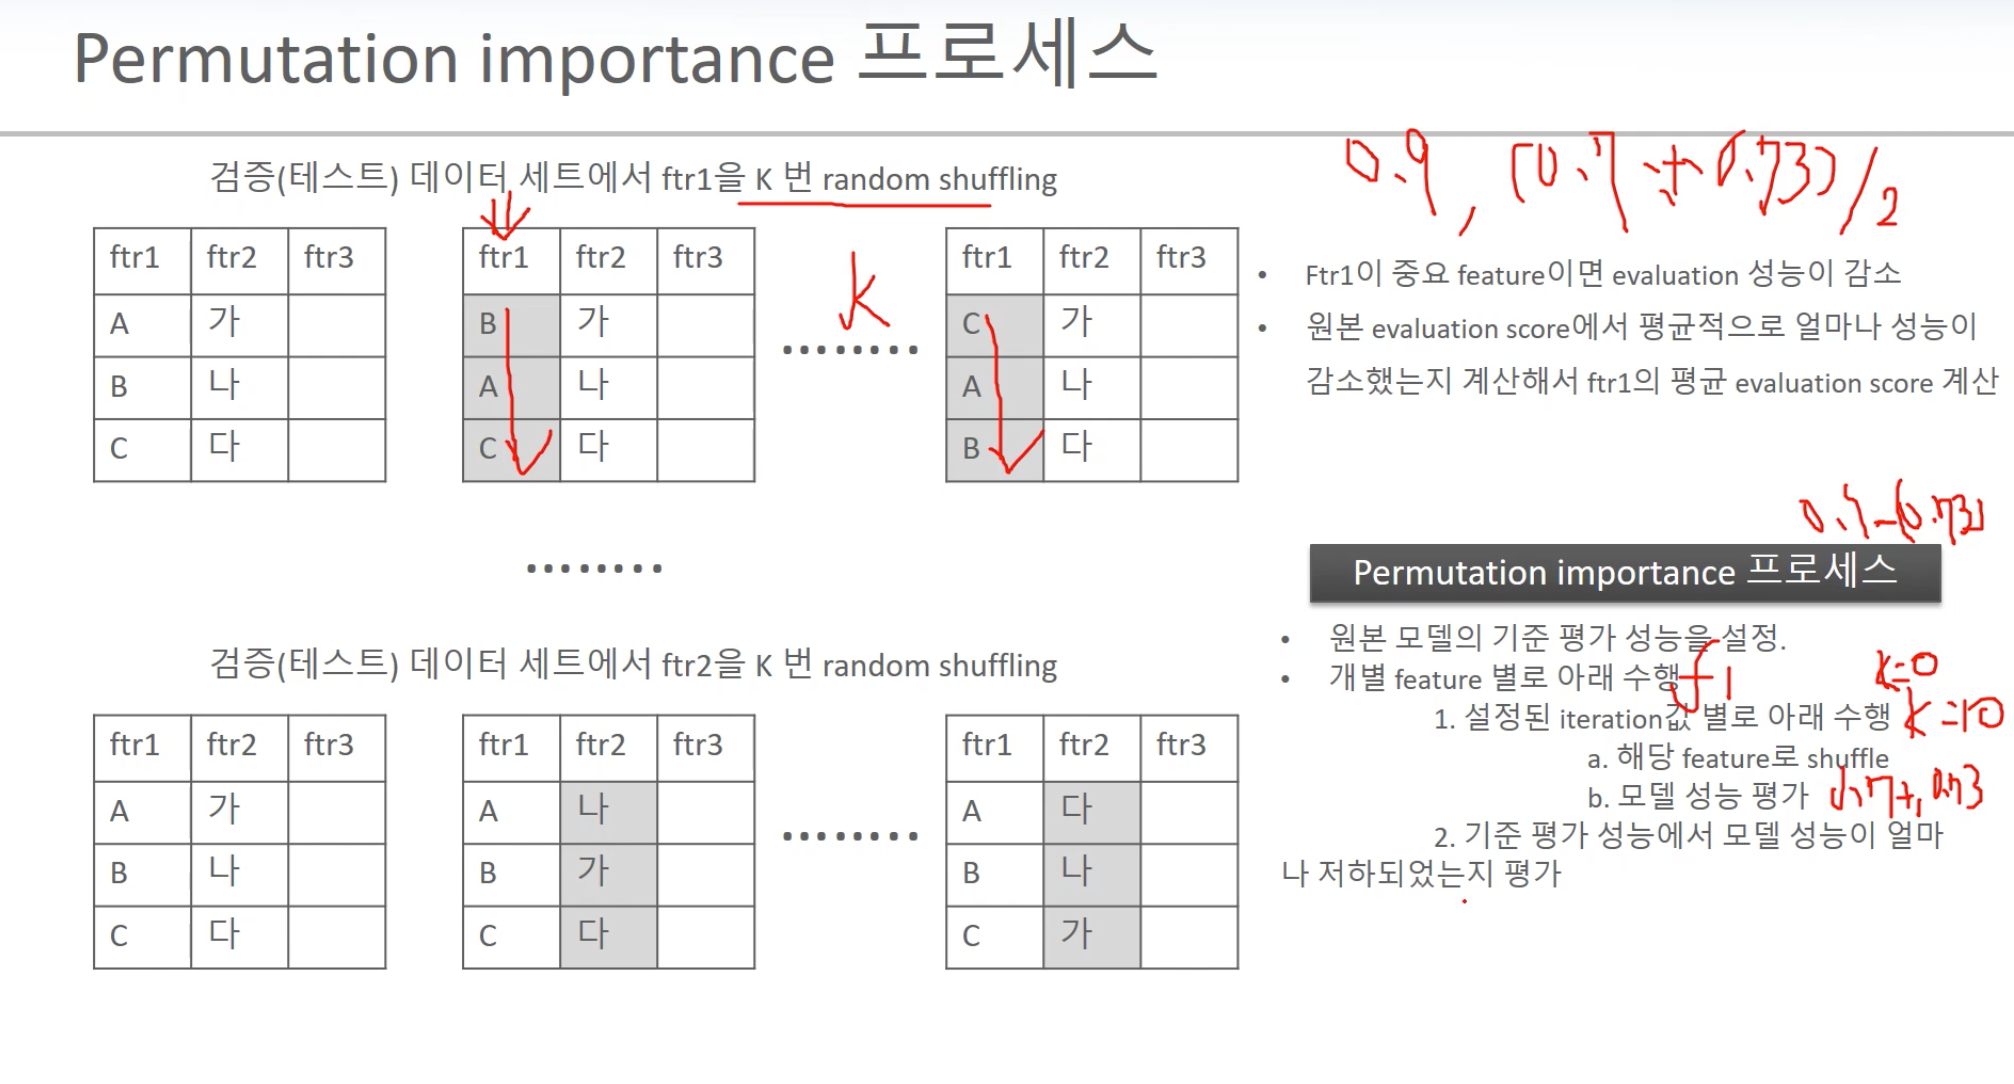 Permutation importance 프로세스
0.9, (0.7 + 0.73)/2
검증(테스트) 데이터 세트에서 ftr1을 K 번 random shuffling
ftr1 ftr2 ftr3
A 가
B 나
C 다
ftr1 ftr2 ftr3
B 가
A 나
C 다
k
........
ftr1 ftr2 ftr3
C 가
A 나
B 다
• Ftr1이 중요 feature이면 evaluation 성능이 감소
• 원본 evaluation score에서 평균적으로 얼마나 성능이
감소했는지 계산해서 ftr1의 평균 evaluation score 계산
........
검증(테스트) 데이터 세트에서 ftr2을 K 번 random shuffling
ftr1 ftr2 ftr3
A 가
B 나
C 다
ftr1 ftr2 ftr3
A 나
B 가
C 다
........
ftr1 ftr2 ftr3
A 다
B 나
C 가
Permutation importance 프로세스
• 원본 모델의 기준 평가 성능을 설정.
• 개별 feature 별로 아래 수행
f1
k=0
1. 설정된 iteration값 별로 아래 수행
k=10
a. 해당 feature로 shuffle
b. 모델 성능 평가
0.7+, 0.73
2. 기준 평가 성능에서 모델 성능이 얼마
나 저하되었는지 평가